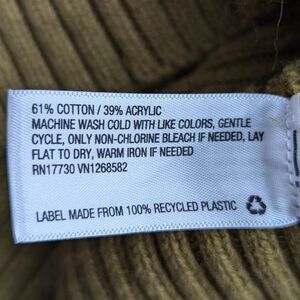 61% COTTON / 39% ACRYLIC
MACHINE WASH COLD WITH LIKE COLORS, GENTLE
CYCLE, ONLY NON-CHLORINE BLEACH IF NEEDED, LAY
FLAT TO DRY, WARM IRON IF NEEDED
RN17730 VN1268582
LABEL MADE FROM 100% RECYCLED PLASTIC